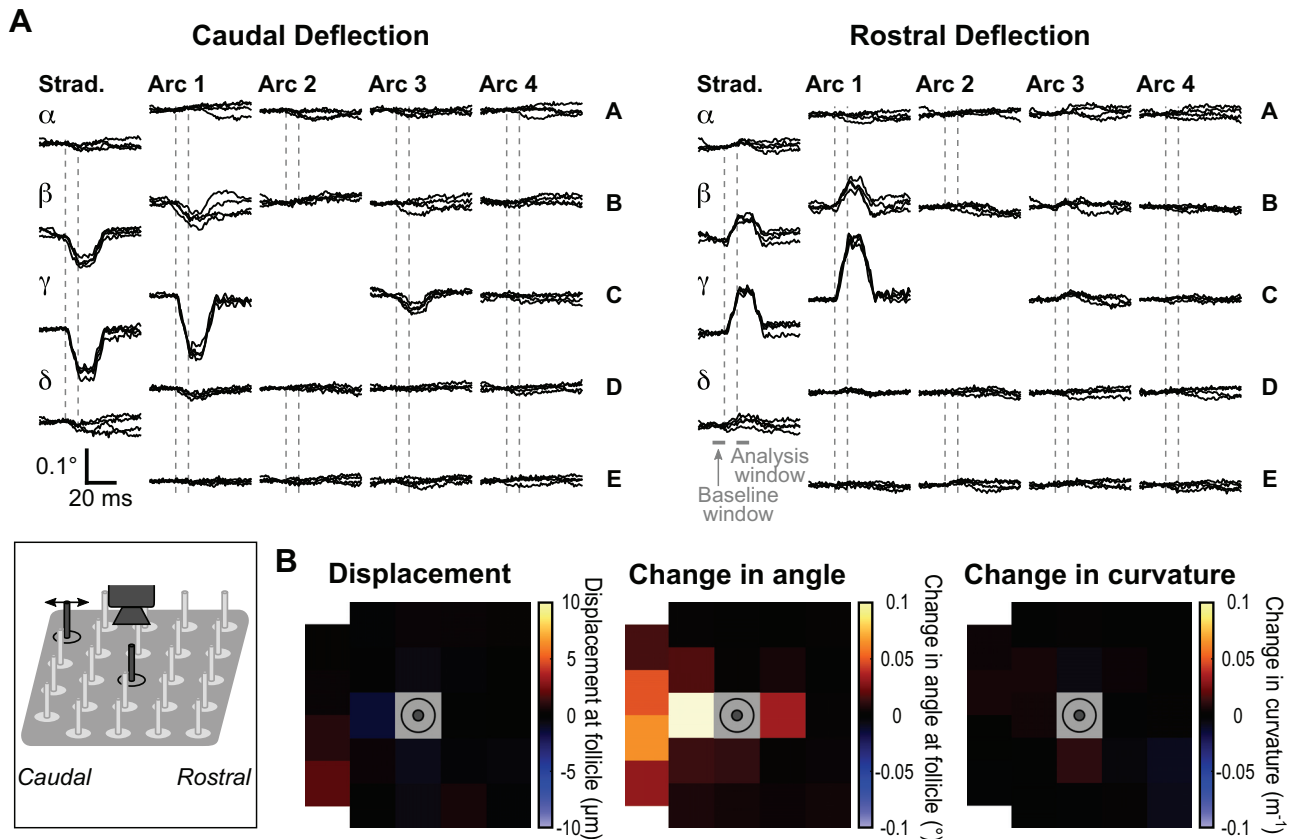 A
Caudal Deflection
Rostral Deflection
Strad. Arc 1 Arc 2 Arc 3 Arc 4
Strad. Arc 1 Arc 2 Arc 3 Arc 4
α
A
α
A
β
B
β
B
γ
C
γ
C
δ
D
δ
D
0.1°
20 ms
E
Analysis
window
Baseline
window
E
Caudal
Rostral
B
Displacement
10
5
0
-5
-10
Displacement at follicle (µm)
Change in angle
0.1
0.05
0
-0.05
-0.1
Change in angle at follicle (°)
Change in curvature
0.1
0.05
0
-0.05
-0.1
Change in curvature (m⁻¹)